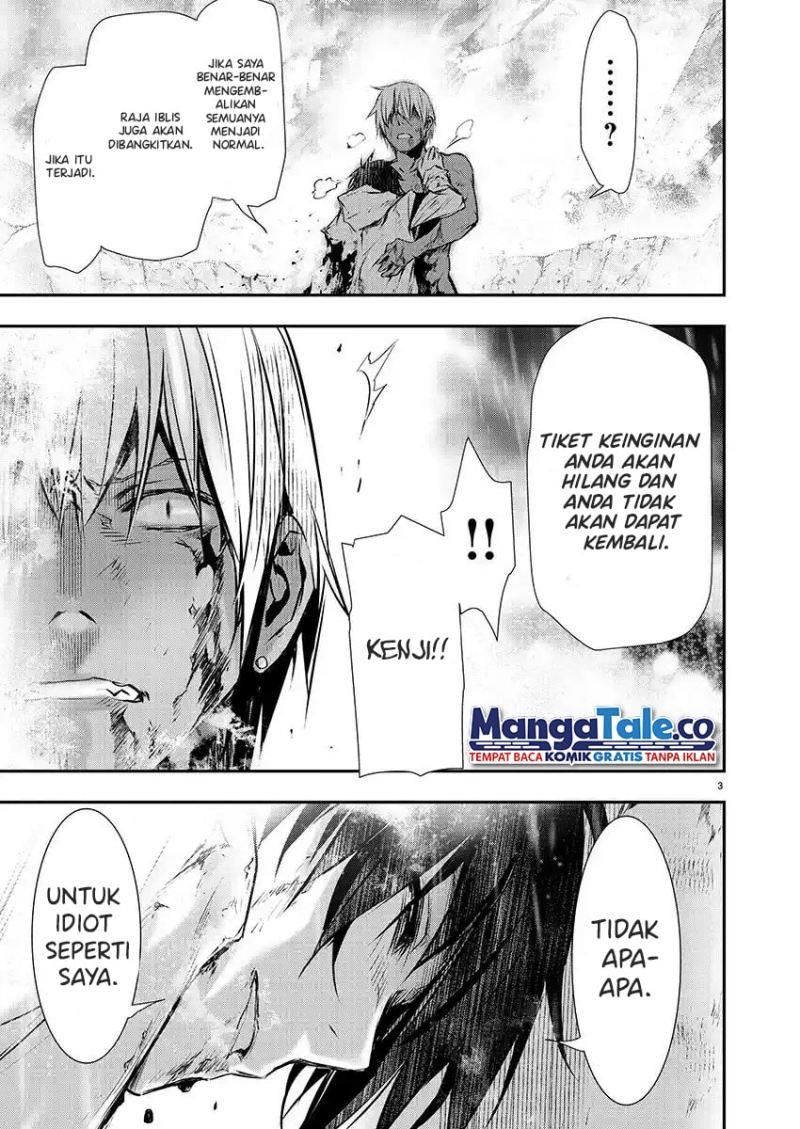 .......?
JIKA SAYA
BENAR-BENAR
MENGEMB-
ALIKAN
SEMUANYA
MENJADI
NORMAL.
RAJA IBLIS
JUGA AKAN
DIBANGKITKAN.
JIKA ITU
TERJADI.
TIKET KEINGINAN
ANDA AKAN
HILANG DAN
ANDA TIDAK
AKAN DAPAT
KEMBALI.
!!
KENJI!!
MangaTale.co
TEMPAT BACA KOMIK GRATIS TANPA IKLAN
3
TIDAK
APA-
APA.
UNTUK
IDIOT
SEPERTI
SAYA.